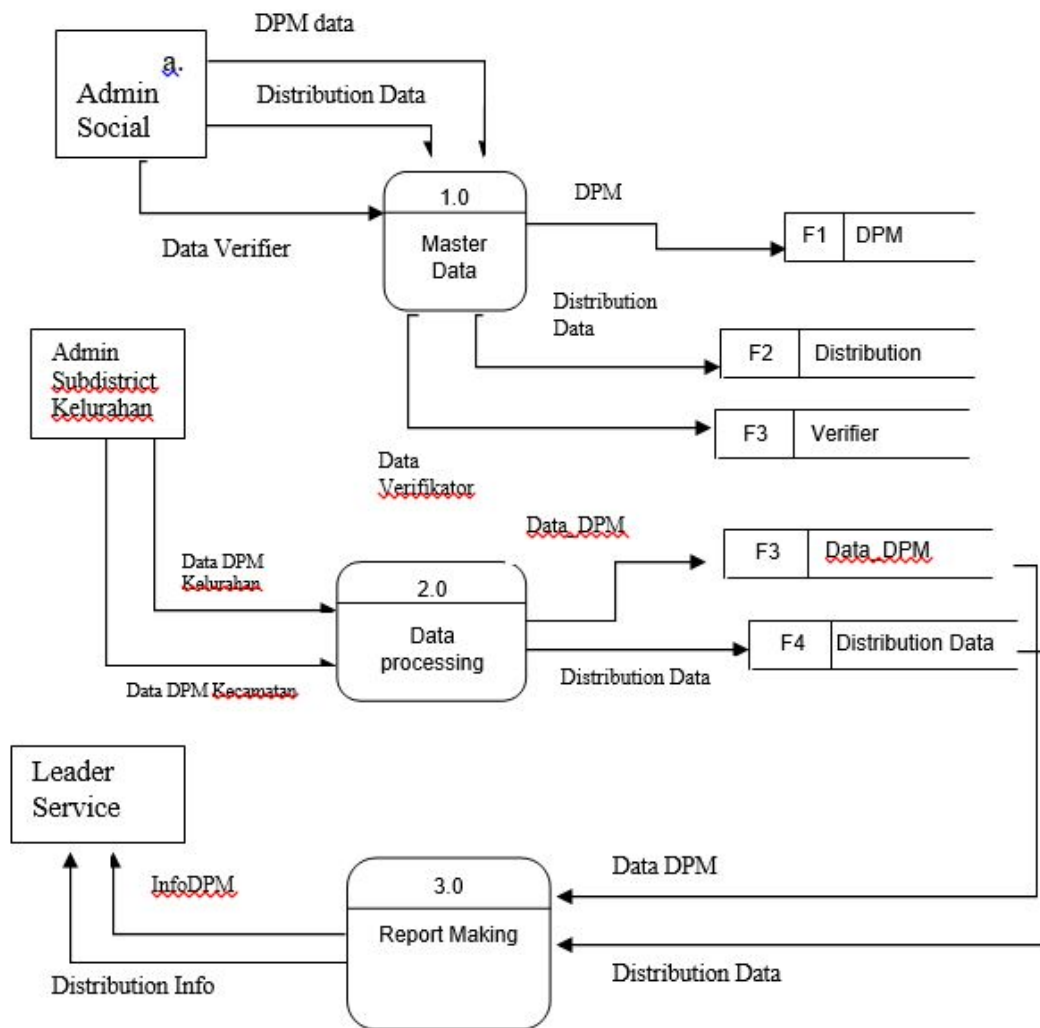 DPM data
a.
Admin
Social
Distribution Data
1.0
Master
Data
DPM
F1 DPM
Data Verifier
Distribution
Data
F2 Distribution
Admin
Subdistrict
Kelurahan
F3 Verifier
Data
Verifikator
Data_DPM
F3 Data_DPM
Data DPM
Kelurahan
2.0
Data
processing
F4 Distribution Data
Distribution Data
Data DPM Kecamatan
Leader
Service
InfoDPM
3.0
Report Making
Data DPM
Distribution Info
Distribution Data